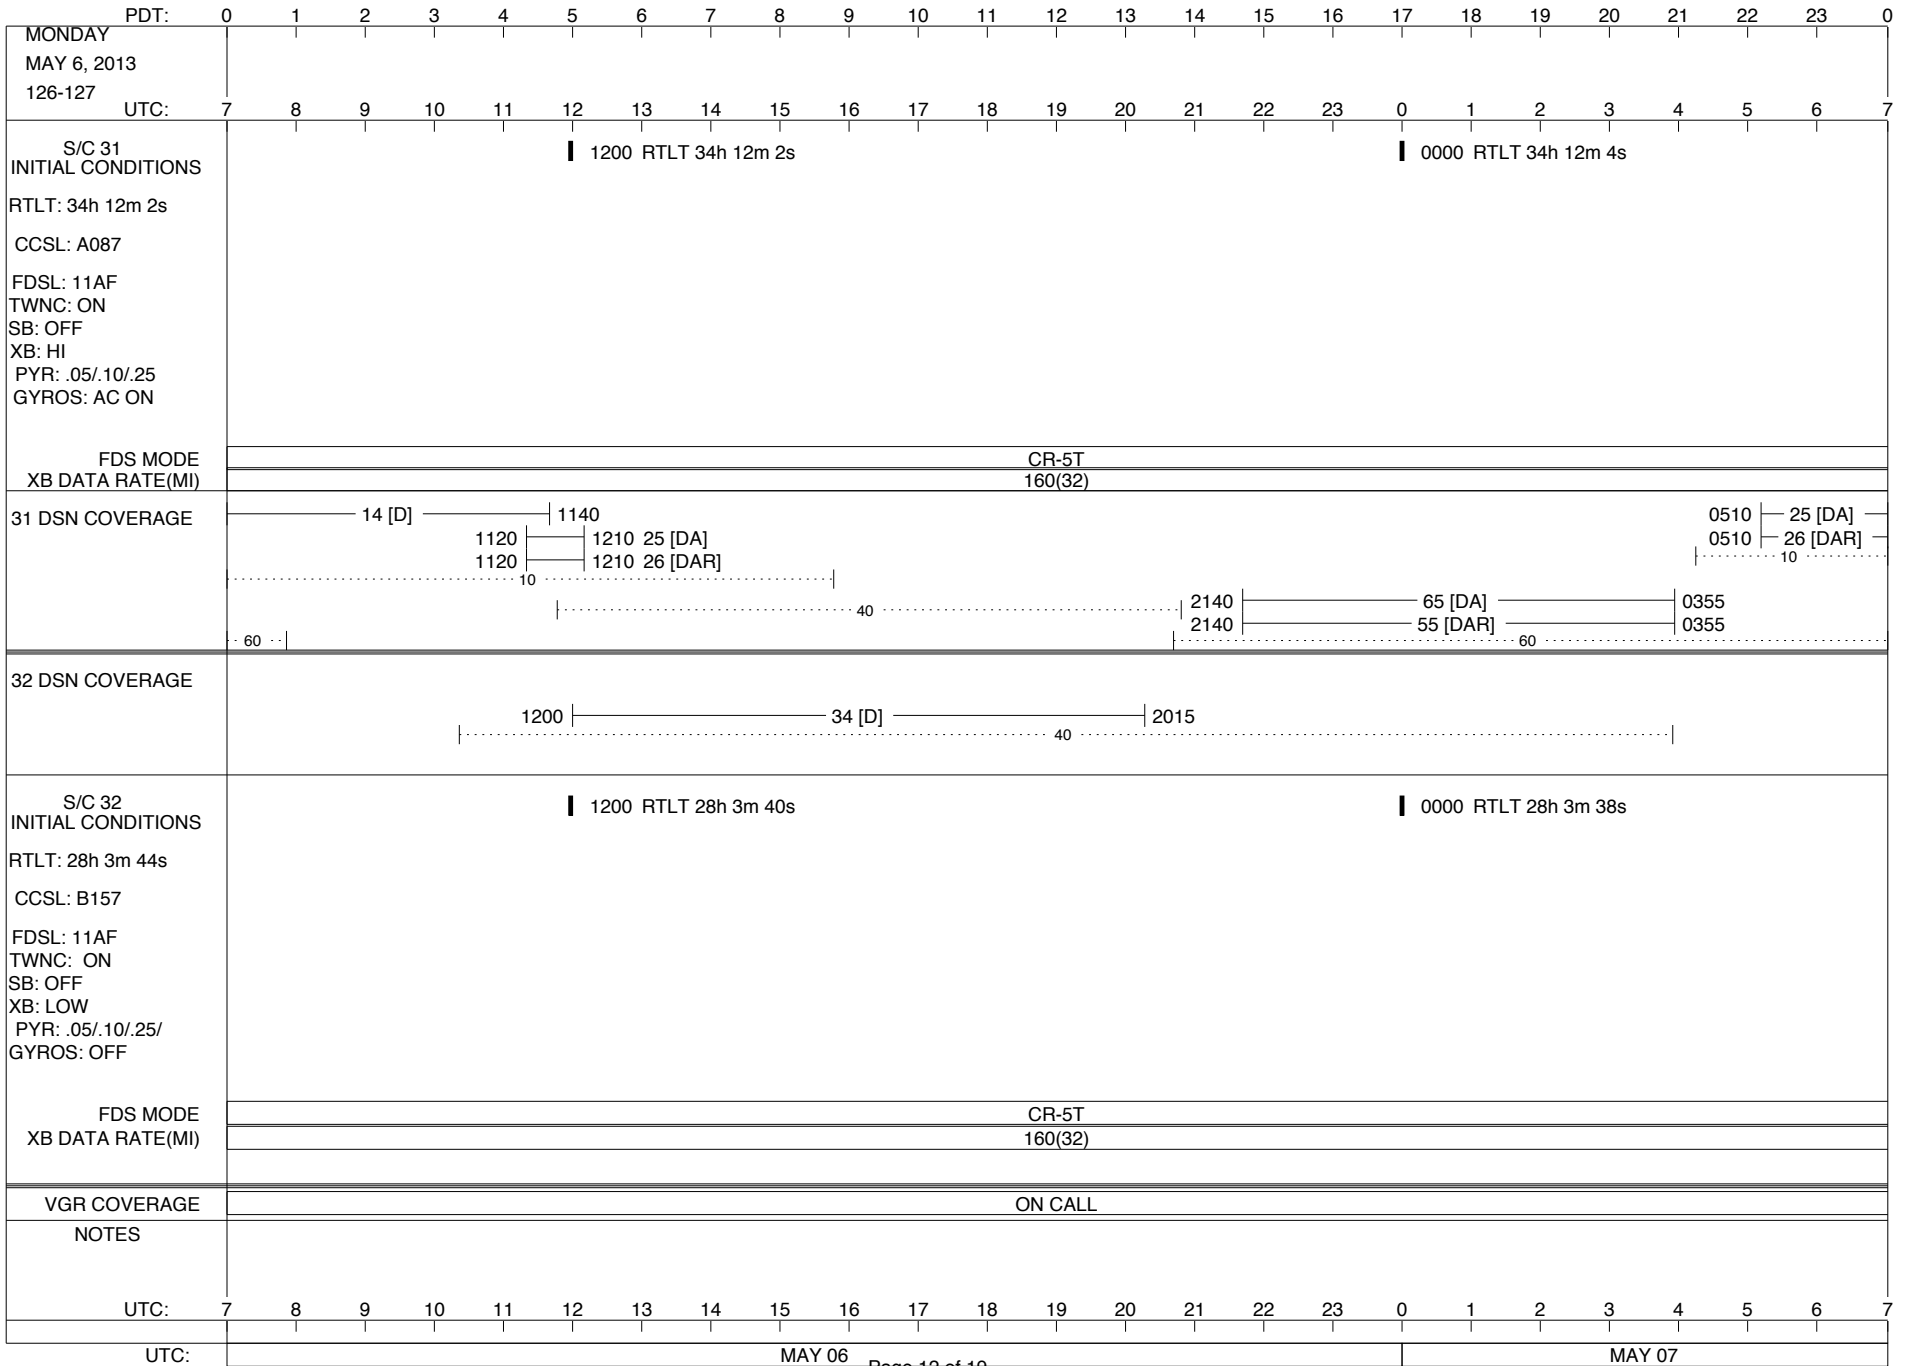 PDT: 0 1 2 3 4 5 6 7 8 9 10 11 12 13 14 15 16 17 18 19 20 21 22 23 0
MONDAY
MAY 6, 2013
126-127
UTC: 7 8 9 10 11 12 13 14 15 16 17 18 19 20 21 22 23 0 1 2 3 4 5 6 7
S/C 31
INITIAL CONDITIONS
1200 RTLT 34h 12m 2s
0000 RTLT 34h 12m 4s
RTLT: 34h 12m 2s
CCSL: A087
FDSL: 11AF
TWNC: ON
SB: OFF
XB: HI
PYR: .05/.10/.25
GYROS: AC ON
FDS MODE CR-5T
XB DATA RATE(MI) 160(32)
31 DSN COVERAGE 14 [D] 1140 0510 25 [DA]
1120 1210 25 [DA] 0510 26 [DAR]
1120 1210 26 [DAR] 10
10
40 2140 65 [DA] 0355
2140 55 [DAR] 0355
60 60
32 DSN COVERAGE
1200 34 [D] 2015
40
S/C 32
INITIAL CONDITIONS
1200 RTLT 28h 3m 40s
0000 RTLT 28h 3m 38s
RTLT: 28h 3m 44s
CCSL: B157
FDSL: 11AF
TWNC: ON
SB: OFF
XB: LOW
PYR: .05/.10/.25/
GYROS: OFF
FDS MODE CR-5T
XB DATA RATE(MI) 160(32)
VGR COVERAGE ON CALL
NOTES
UTC: 7 8 9 10 11 12 13 14 15 16 17 18 19 20 21 22 23 0 1 2 3 4 5 6 7
UTC: MAY 06 MAY 07
Page 12 of 19